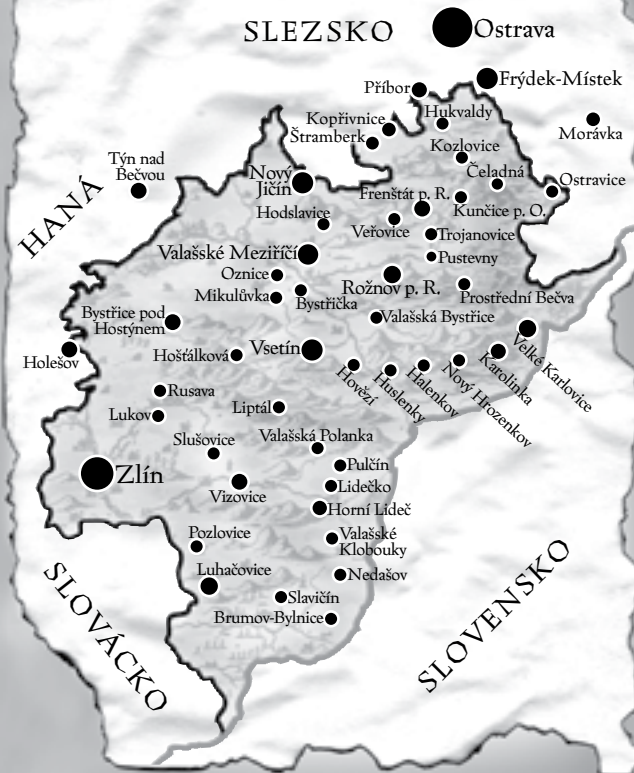 SLEZSKO
Ostrava
Frýdek-Místek
Příbor
Hukvaldy
Kopřivnice
Štramberk
Morávka
Kozlovice
Týn nad
Bečvou
Nový
Jičín
Čeladná
Ostravice
Frenštát p. R.
Kunčice p. O.
HANÁ
Hodslavice
Veřovice
Trojanovice
Valašské Meziříčí
Pustevny
Oznice
Rožnov p. R.
Mikulůvka
Bystřička
Prostřední Bečva
Bystřice pod
Hostýnem
Valašská Bystřice
Velké Karlovice
Holešov
Hošťálková
Vsetín
Hovězí
Huslenky
Halenkov
Nový Hrozenkov
Karolinka
Rusava
Lukov
Liptál
Slušovice
Valašská Polanka
Pulčín
Zlín
Vizovice
Lidečko
Horní Lideč
Pozlovice
Valašské
Klobouky
Luhačovice
Nedašov
Slavičín
Brumov-Bylnice
SLOVÁCKO
SLOVENSKO